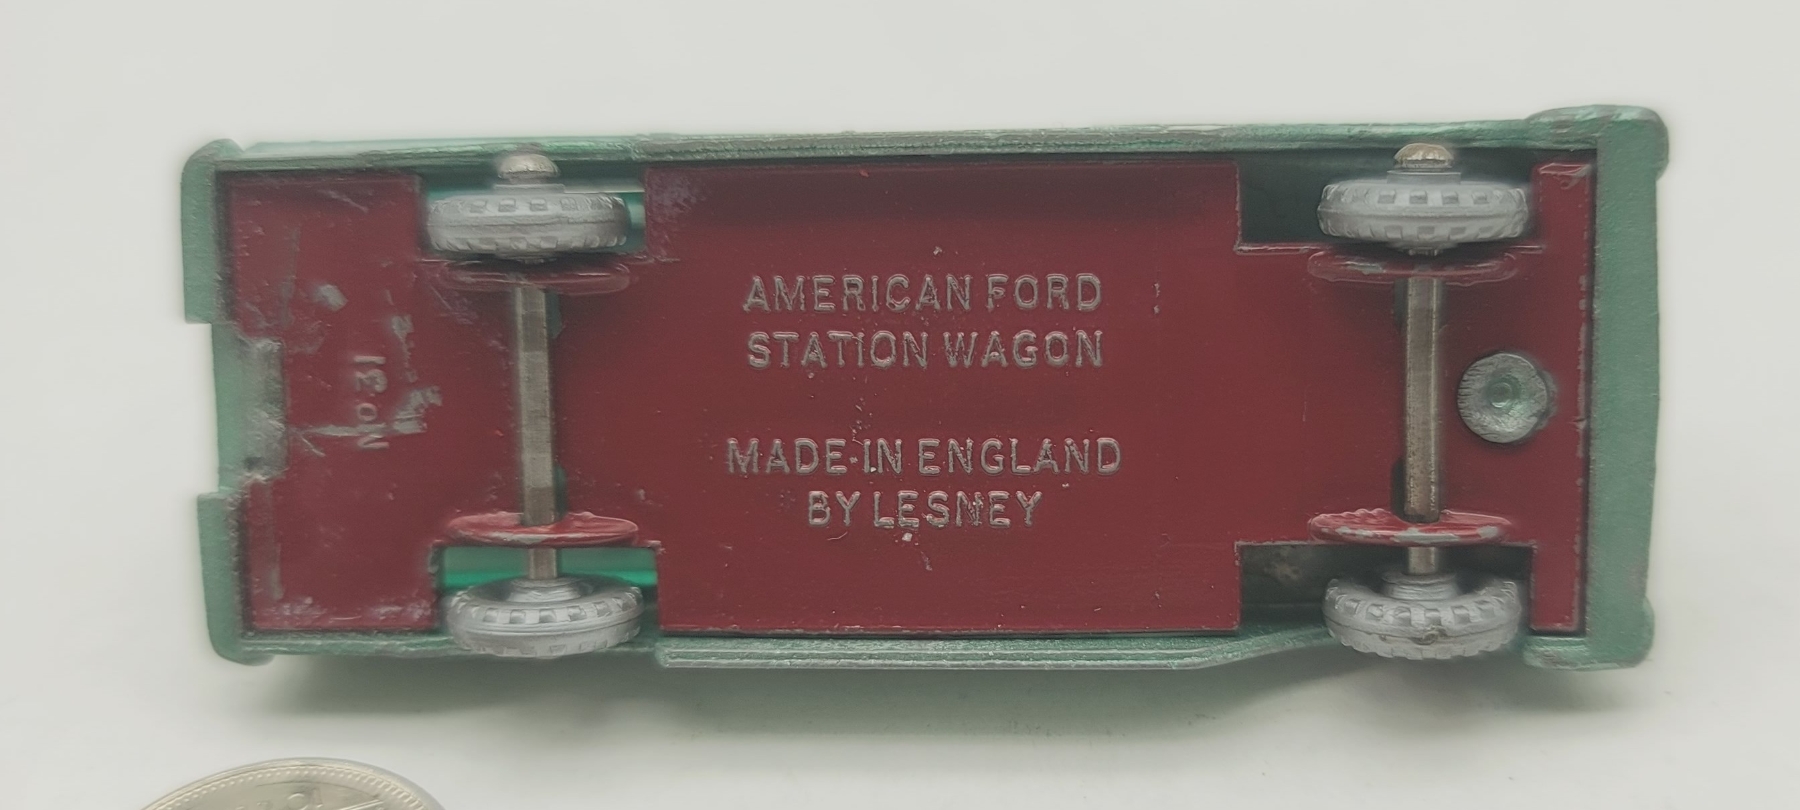 AMERICAN FORD
STATION WAGON
MADE-IN ENGLAND
BY LESNEY
No 31